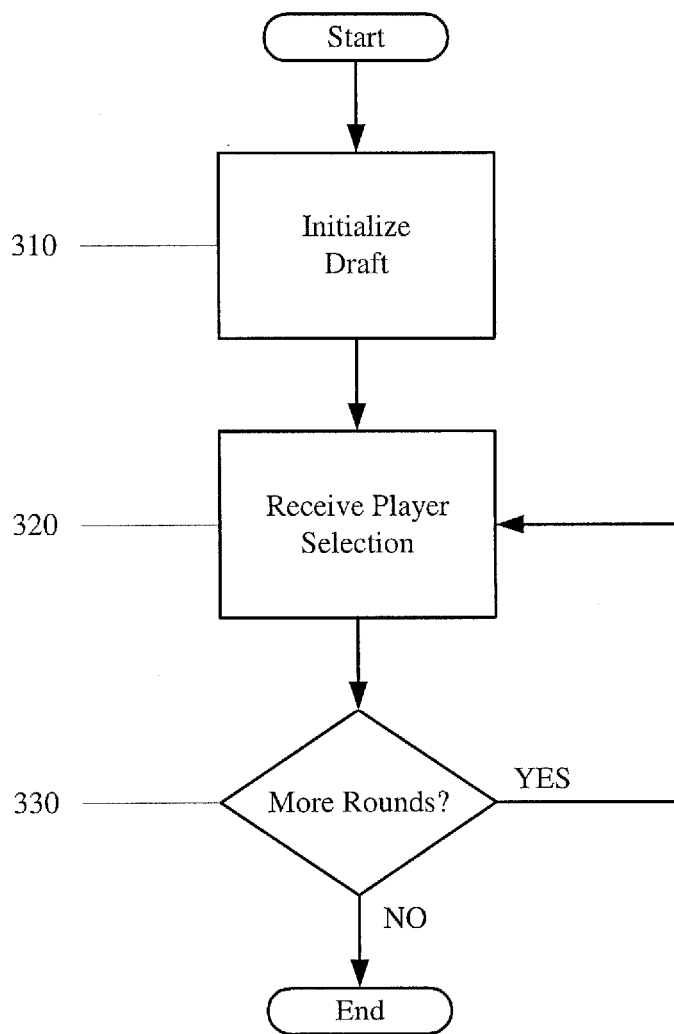 Start
310
Initialize
Draft
320
Receive Player
Selection
330
More Rounds?
YES
NO
End